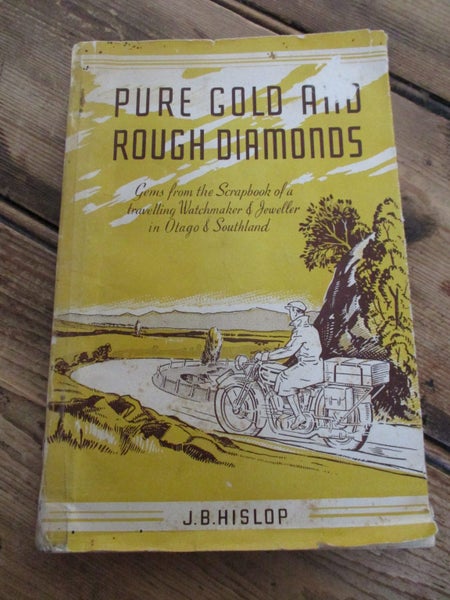 PURE GOLD AND
ROUGH DIAMONDS
Gems from the Scrapbook of a
travelling Watchmaker & Jeweller
in Otago & Southland
J.B.HISLOP